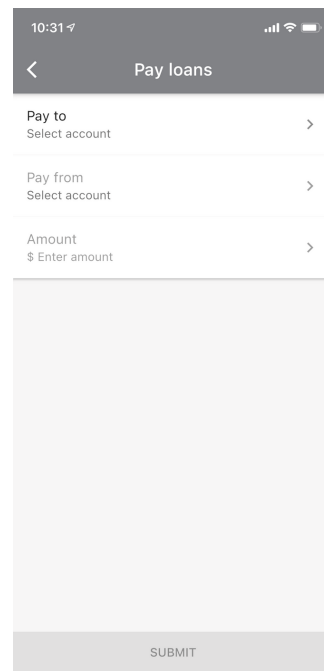 10:31
Pay loans
Pay to
Select account
Pay from
Select account
Amount
$ Enter amount
SUBMIT